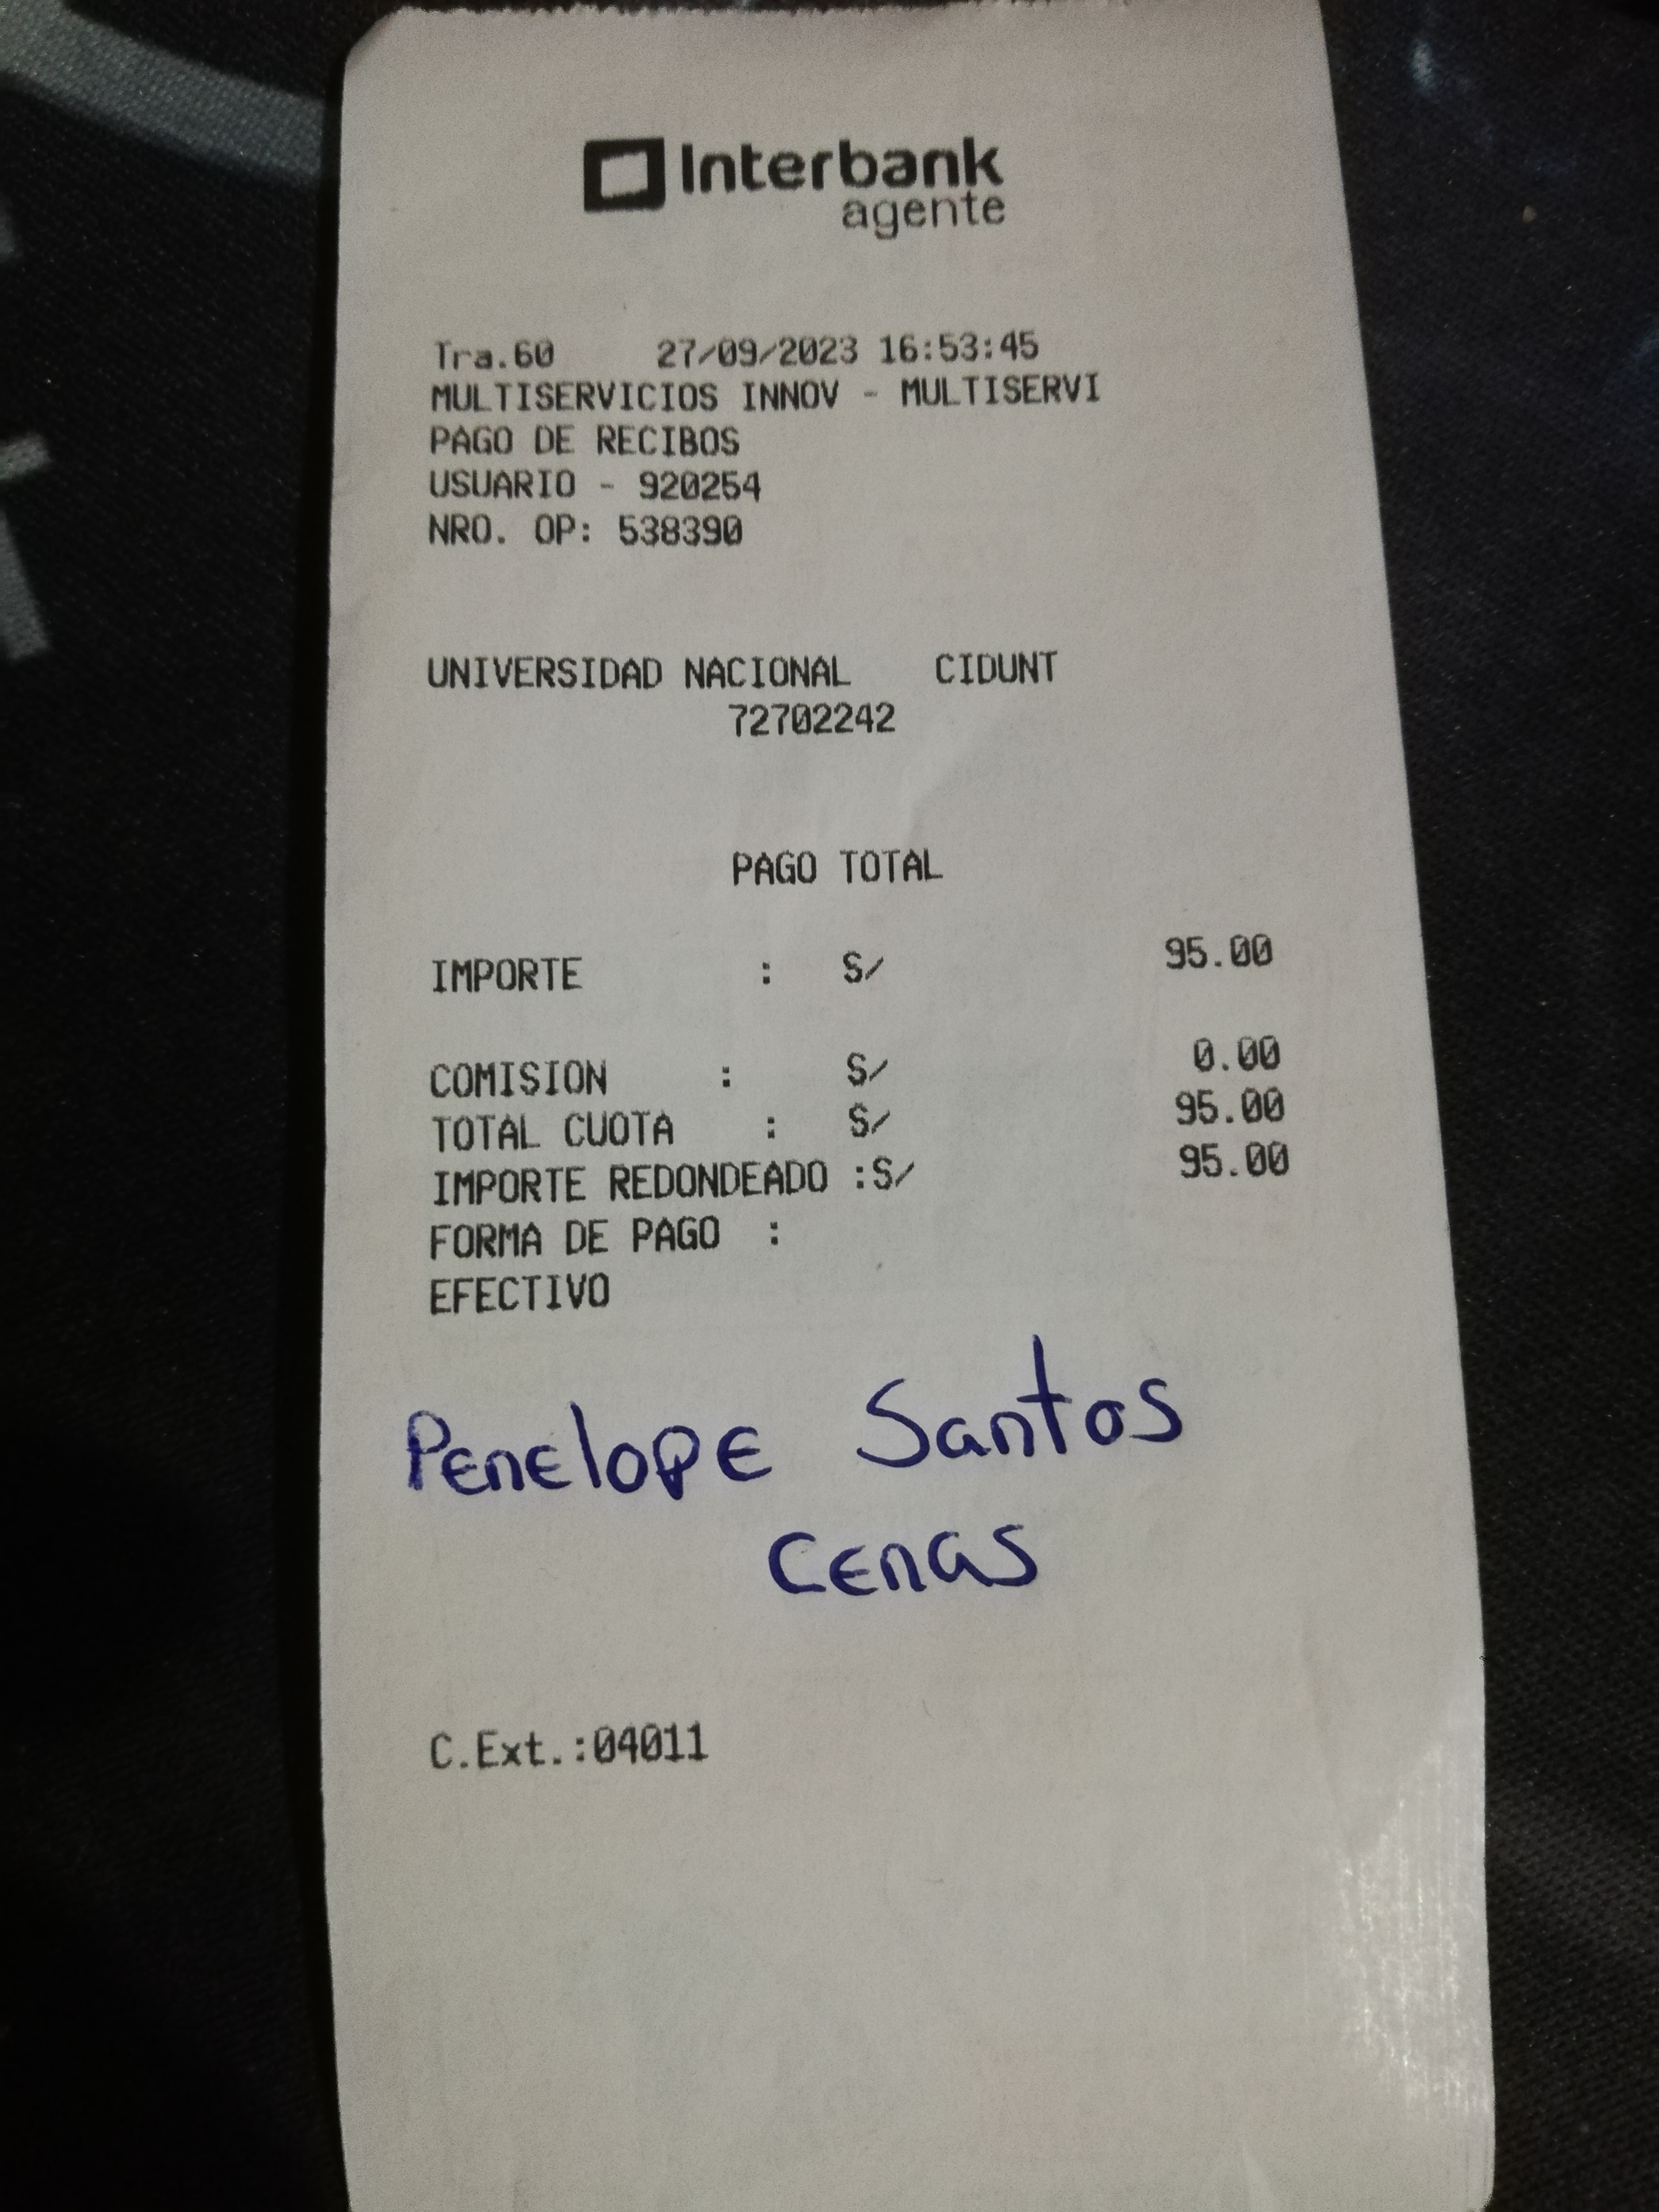 Interbank
agente
Tra.60 27/09/2023 16:53:45
MULTISERVICIOS INNOV - MULTISERVI
PAGO DE RECIBOS
USUARIO - 920254
NRO. OP: 538390
UNIVERSIDAD NACIONAL CIDUNT
72702242
PAGO TOTAL
IMPORTE : S/ 95.00
COMISION : S/ 0.00
TOTAL CUOTA : S/ 95.00
IMPORTE REDONDEADO :S/ 95.00
FORMA DE PAGO :
EFECTIVO
Penelope Santos
Cenas
C.Ext.:04011